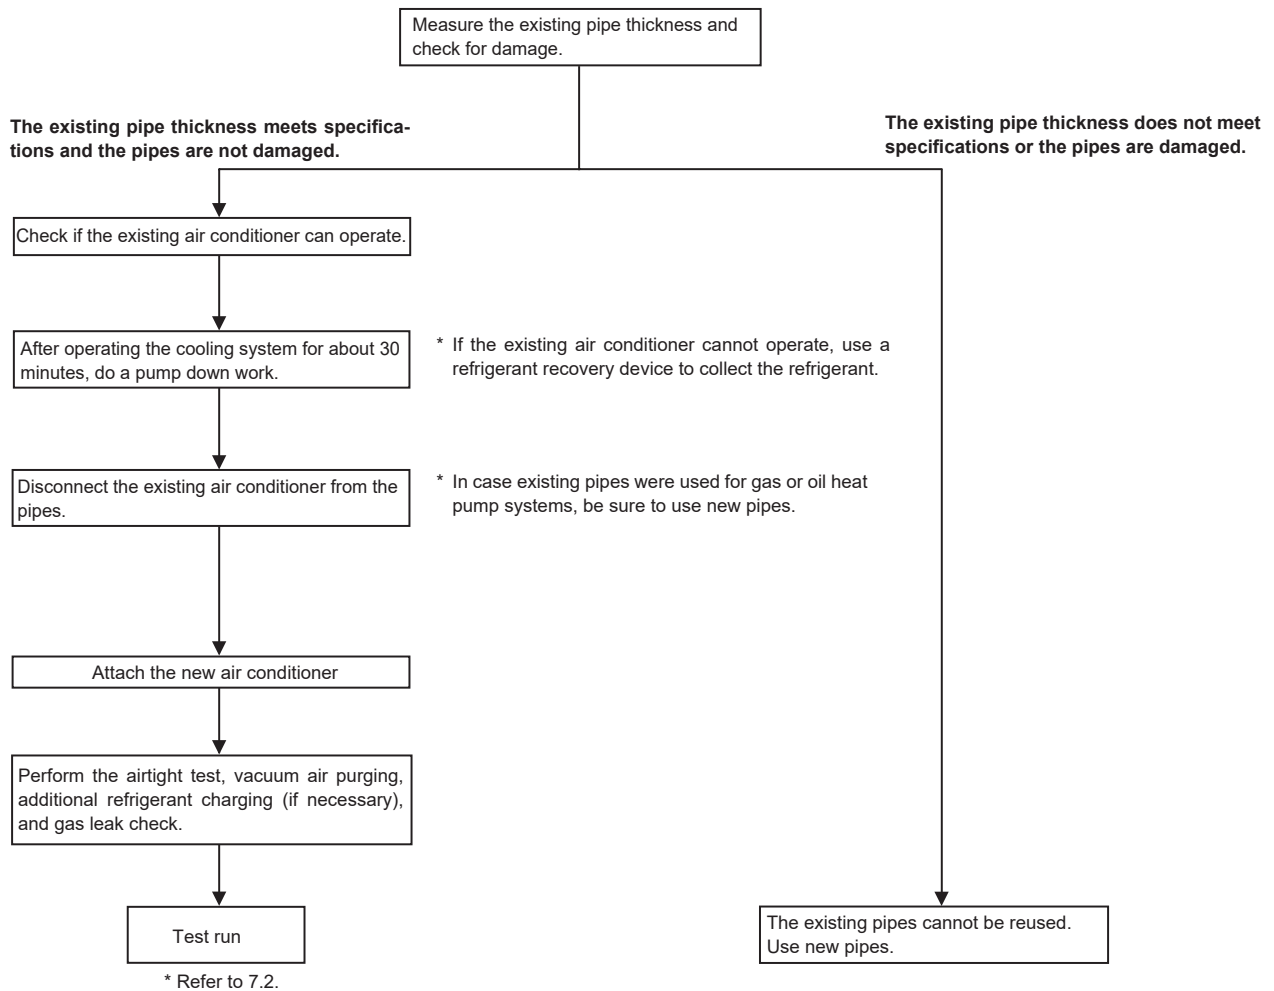 Measure the existing pipe thickness and
check for damage.
The existing pipe thickness meets specifica-
tions and the pipes are not damaged.
The existing pipe thickness does not meet
specifications or the pipes are damaged.
Check if the existing air conditioner can operate.
After operating the cooling system for about 30
minutes, do a pump down work.
* If the existing air conditioner cannot operate, use a
refrigerant recovery device to collect the refrigerant.
Disconnect the existing air conditioner from the
pipes.
* In case existing pipes were used for gas or oil heat
pump systems, be sure to use new pipes.
Attach the new air conditioner
Perform the airtight test, vacuum air purging,
additional refrigerant charging (if necessary),
and gas leak check.
Test run
* Refer to 7.2.
The existing pipes cannot be reused.
Use new pipes.